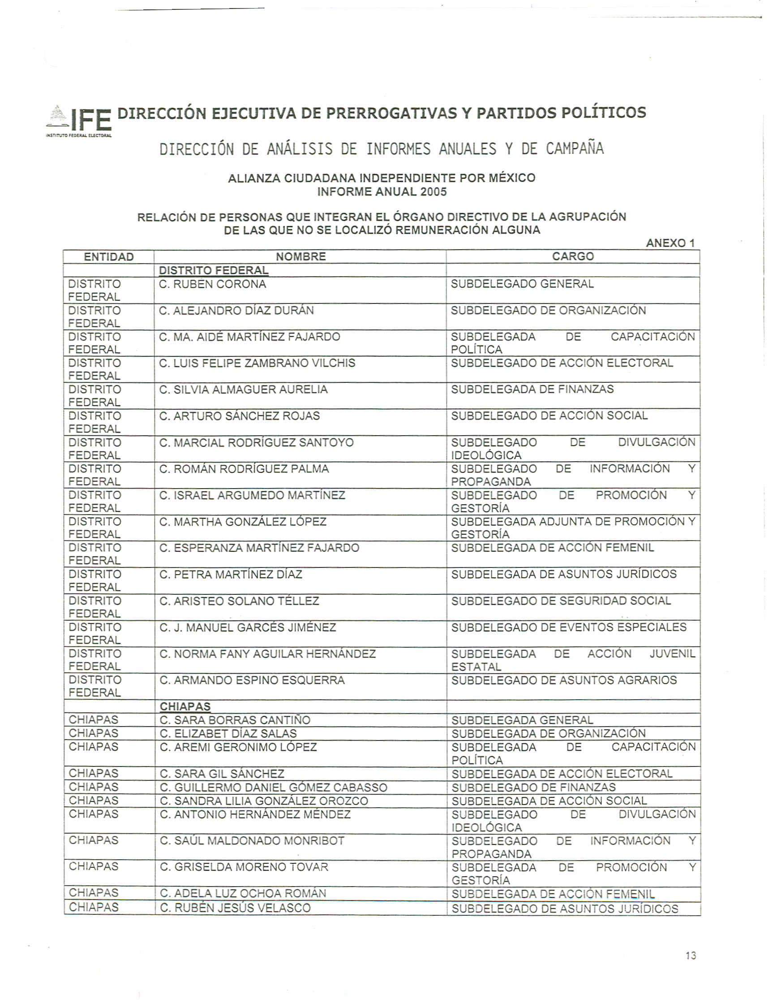 IFE DIRECCIÓN EJECUTIVA DE PRERROGATIVAS Y PARTIDOS POLÍTICOS
INSTITUTO FEDERAL ELECTORAL
DIRECCIÓN DE ANÁLISIS DE INFORMES ANUALES Y DE CAMPAÑA
ALIANZA CIUDADANA INDEPENDIENTE POR MÉXICO
INFORME ANUAL 2005
RELACIÓN DE PERSONAS QUE INTEGRAN EL ÓRGANO DIRECTIVO DE LA AGRUPACIÓN
DE LAS QUE NO SE LOCALIZÓ REMUNERACIÓN ALGUNA
ANEXO 1
ENTIDAD NOMBRE CARGO
DISTRITO FEDERAL
DISTRITO C. RUBÉN CORONA SUBDELEGADO GENERAL
FEDERAL
DISTRITO C. ALEJANDRO DÍAZ DURÁN SUBDELEGADO DE ORGANIZACIÓN
FEDERAL
DISTRITO C. MA. AIDÉ MARTÍNEZ FAJARDO SUBDELEGADA DE CAPACITACIÓN
FEDERAL POLÍTICA
DISTRITO C. LUIS FELIPE ZAMBRANO VILCHIS SUBDELEGADO DE ACCIÓN ELECTORAL
FEDERAL
DISTRITO C. SILVIA ALMAGUER AURELIA SUBDELEGADA DE FINANZAS
FEDERAL
DISTRITO C. ARTURO SÁNCHEZ ROJAS SUBDELEGADO DE ACCIÓN SOCIAL
FEDERAL
DISTRITO C. MARCIAL RODRÍGUEZ SANTOYO SUBDELEGADO DE DIVULGACIÓN
FEDERAL IDEOLÓGICA
DISTRITO C. ROMÁN RODRÍGUEZ PALMA SUBDELEGADO DE INFORMACIÓN Y
FEDERAL PROPAGANDA
DISTRITO C. ISRAEL ARGUMEDO MARTÍNEZ SUBDELEGADO DE PROMOCIÓN Y
FEDERAL GESTORÍA
DISTRITO C. MARTHA GONZÁLEZ LÓPEZ SUBDELEGADA ADJUNTA DE PROMOCIÓN Y
FEDERAL GESTORÍA
DISTRITO C. ESPERANZA MARTÍNEZ FAJARDO SUBDELEGADA DE ACCIÓN FEMENIL
FEDERAL
DISTRITO C. PETRA MARTÍNEZ DÍAZ SUBDELEGADA DE ASUNTOS JURÍDICOS
FEDERAL
DISTRITO C. ARISTEO SOLANO TÉLLEZ SUBDELEGADO DE SEGURIDAD SOCIAL
FEDERAL
DISTRITO C. J. MANUEL GARCÉS JIMÉNEZ SUBDELEGADO DE EVENTOS ESPECIALES
FEDERAL
DISTRITO C. NORMA FANY AGUILAR HERNÁNDEZ SUBDELEGADA DE ACCIÓN JUVENIL
FEDERAL ESTATAL
DISTRITO C. ARMANDO ESPINO ESQUERRA SUBDELEGADO DE ASUNTOS AGRARIOS
FEDERAL
CHIAPAS
CHIAPAS C. SARA BORRAS CANTIÑO SUBDELEGADA GENERAL
CHIAPAS C. ELIZABET DÍAZ SALAS SUBDELEGADA DE ORGANIZACIÓN
CHIAPAS C. AREMI GERONIMO LÓPEZ SUBDELEGADA DE CAPACITACIÓN
POLÍTICA
CHIAPAS C. SARA GIL SÁNCHEZ SUBDELEGADA DE ACCIÓN ELECTORAL
CHIAPAS C. GUILLERMO DANIEL GÓMEZ CABASSO SUBDELEGADO DE FINANZAS
CHIAPAS C. SANDRA LILIA GONZÁLEZ OROZCO SUBDELEGADA DE ACCIÓN SOCIAL
CHIAPAS C. ANTONIO HERNÁNDEZ MÉNDEZ SUBDELEGADO DE DIVULGACIÓN
IDEOLÓGICA
CHIAPAS C. SAÚL MALDONADO MONRIBOT SUBDELEGADO DE INFORMACIÓN Y
PROPAGANDA
CHIAPAS C. GRISELDA MORENO TOVAR SUBDELEGADA DE PROMOCIÓN Y
GESTORÍA
CHIAPAS C. ADELA LUZ OCHOA ROMÁN SUBDELEGADA DE ACCIÓN FEMENIL
CHIAPAS C. RUBÉN JESÚS VELASCO SUBDELEGADO DE ASUNTOS JURÍDICOS
13